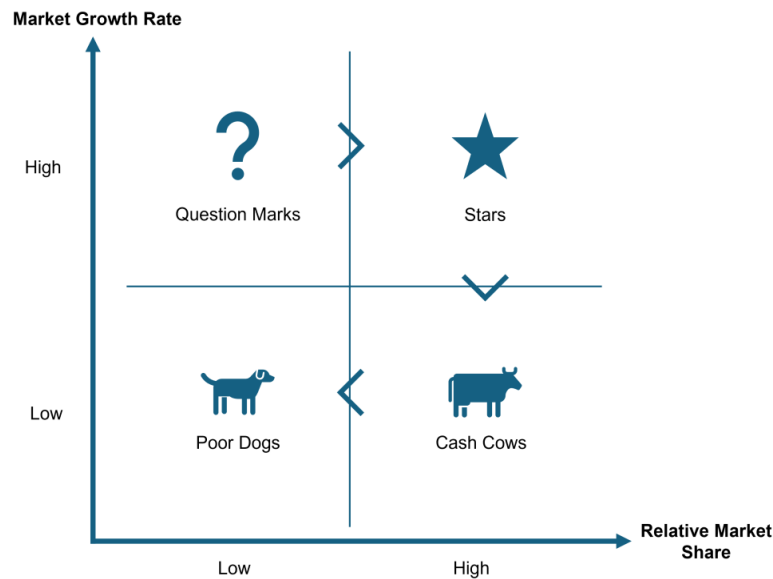 Market Growth Rate
High
?
Question Marks
Stars
Low
Poor Dogs
Cash Cows
Relative Market
Share
Low
High